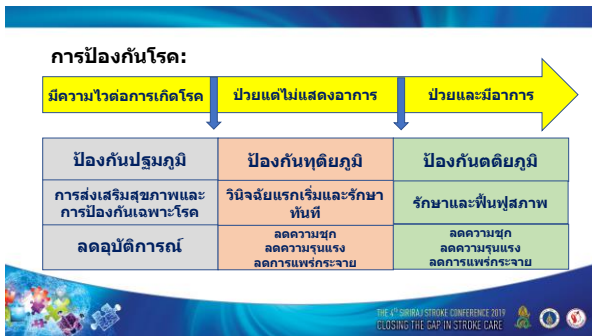 การป้องกันโรค:
มีความไวต่อการเกิดโรค
ป่วยแต่ไม่แสดงอาการ
ป่วยและมีอาการ
ป้องกันปฐมภูมิ
ป้องกันทุติยภูมิ
ป้องกันตติยภูมิ
การส่งเสริมสุขภาพและ
การป้องกันเฉพาะโรค
วินิจฉัยแรกเริ่มและรักษา
ทันที
รักษาและฟื้นฟูสภาพ
ลดอุบัติการณ์
ลดความชุก
ลดความรุนแรง
ลดการแพร่กระจาย
ลดความชุก
ลดความรุนแรง
ลดการแพร่กระจาย
THE 4th SIRIRAJ STROKE CONFERENCE 2019
CLOSING THE GAP IN STROKE CARE